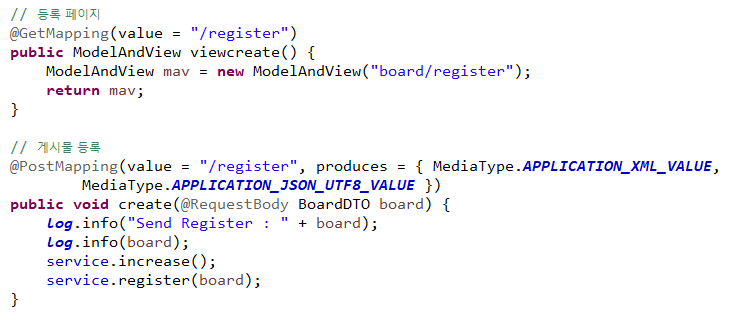 // 등록 페이지
@GetMapping(value = "/register")
public ModelAndView viewcreate() {
    ModelAndView mav = new ModelAndView("board/register");
    return mav;
}

// 게시물 등록
@PostMapping(value = "/register", produces = { MediaType.APPLICATION_XML_VALUE,
        MediaType.APPLICATION_JSON_UTF8_VALUE })
public void create(@RequestBody BoardDTO board) {
    log.info("Send Register : " + board);
    log.info(board);
    service.increase();
    service.register(board);
}